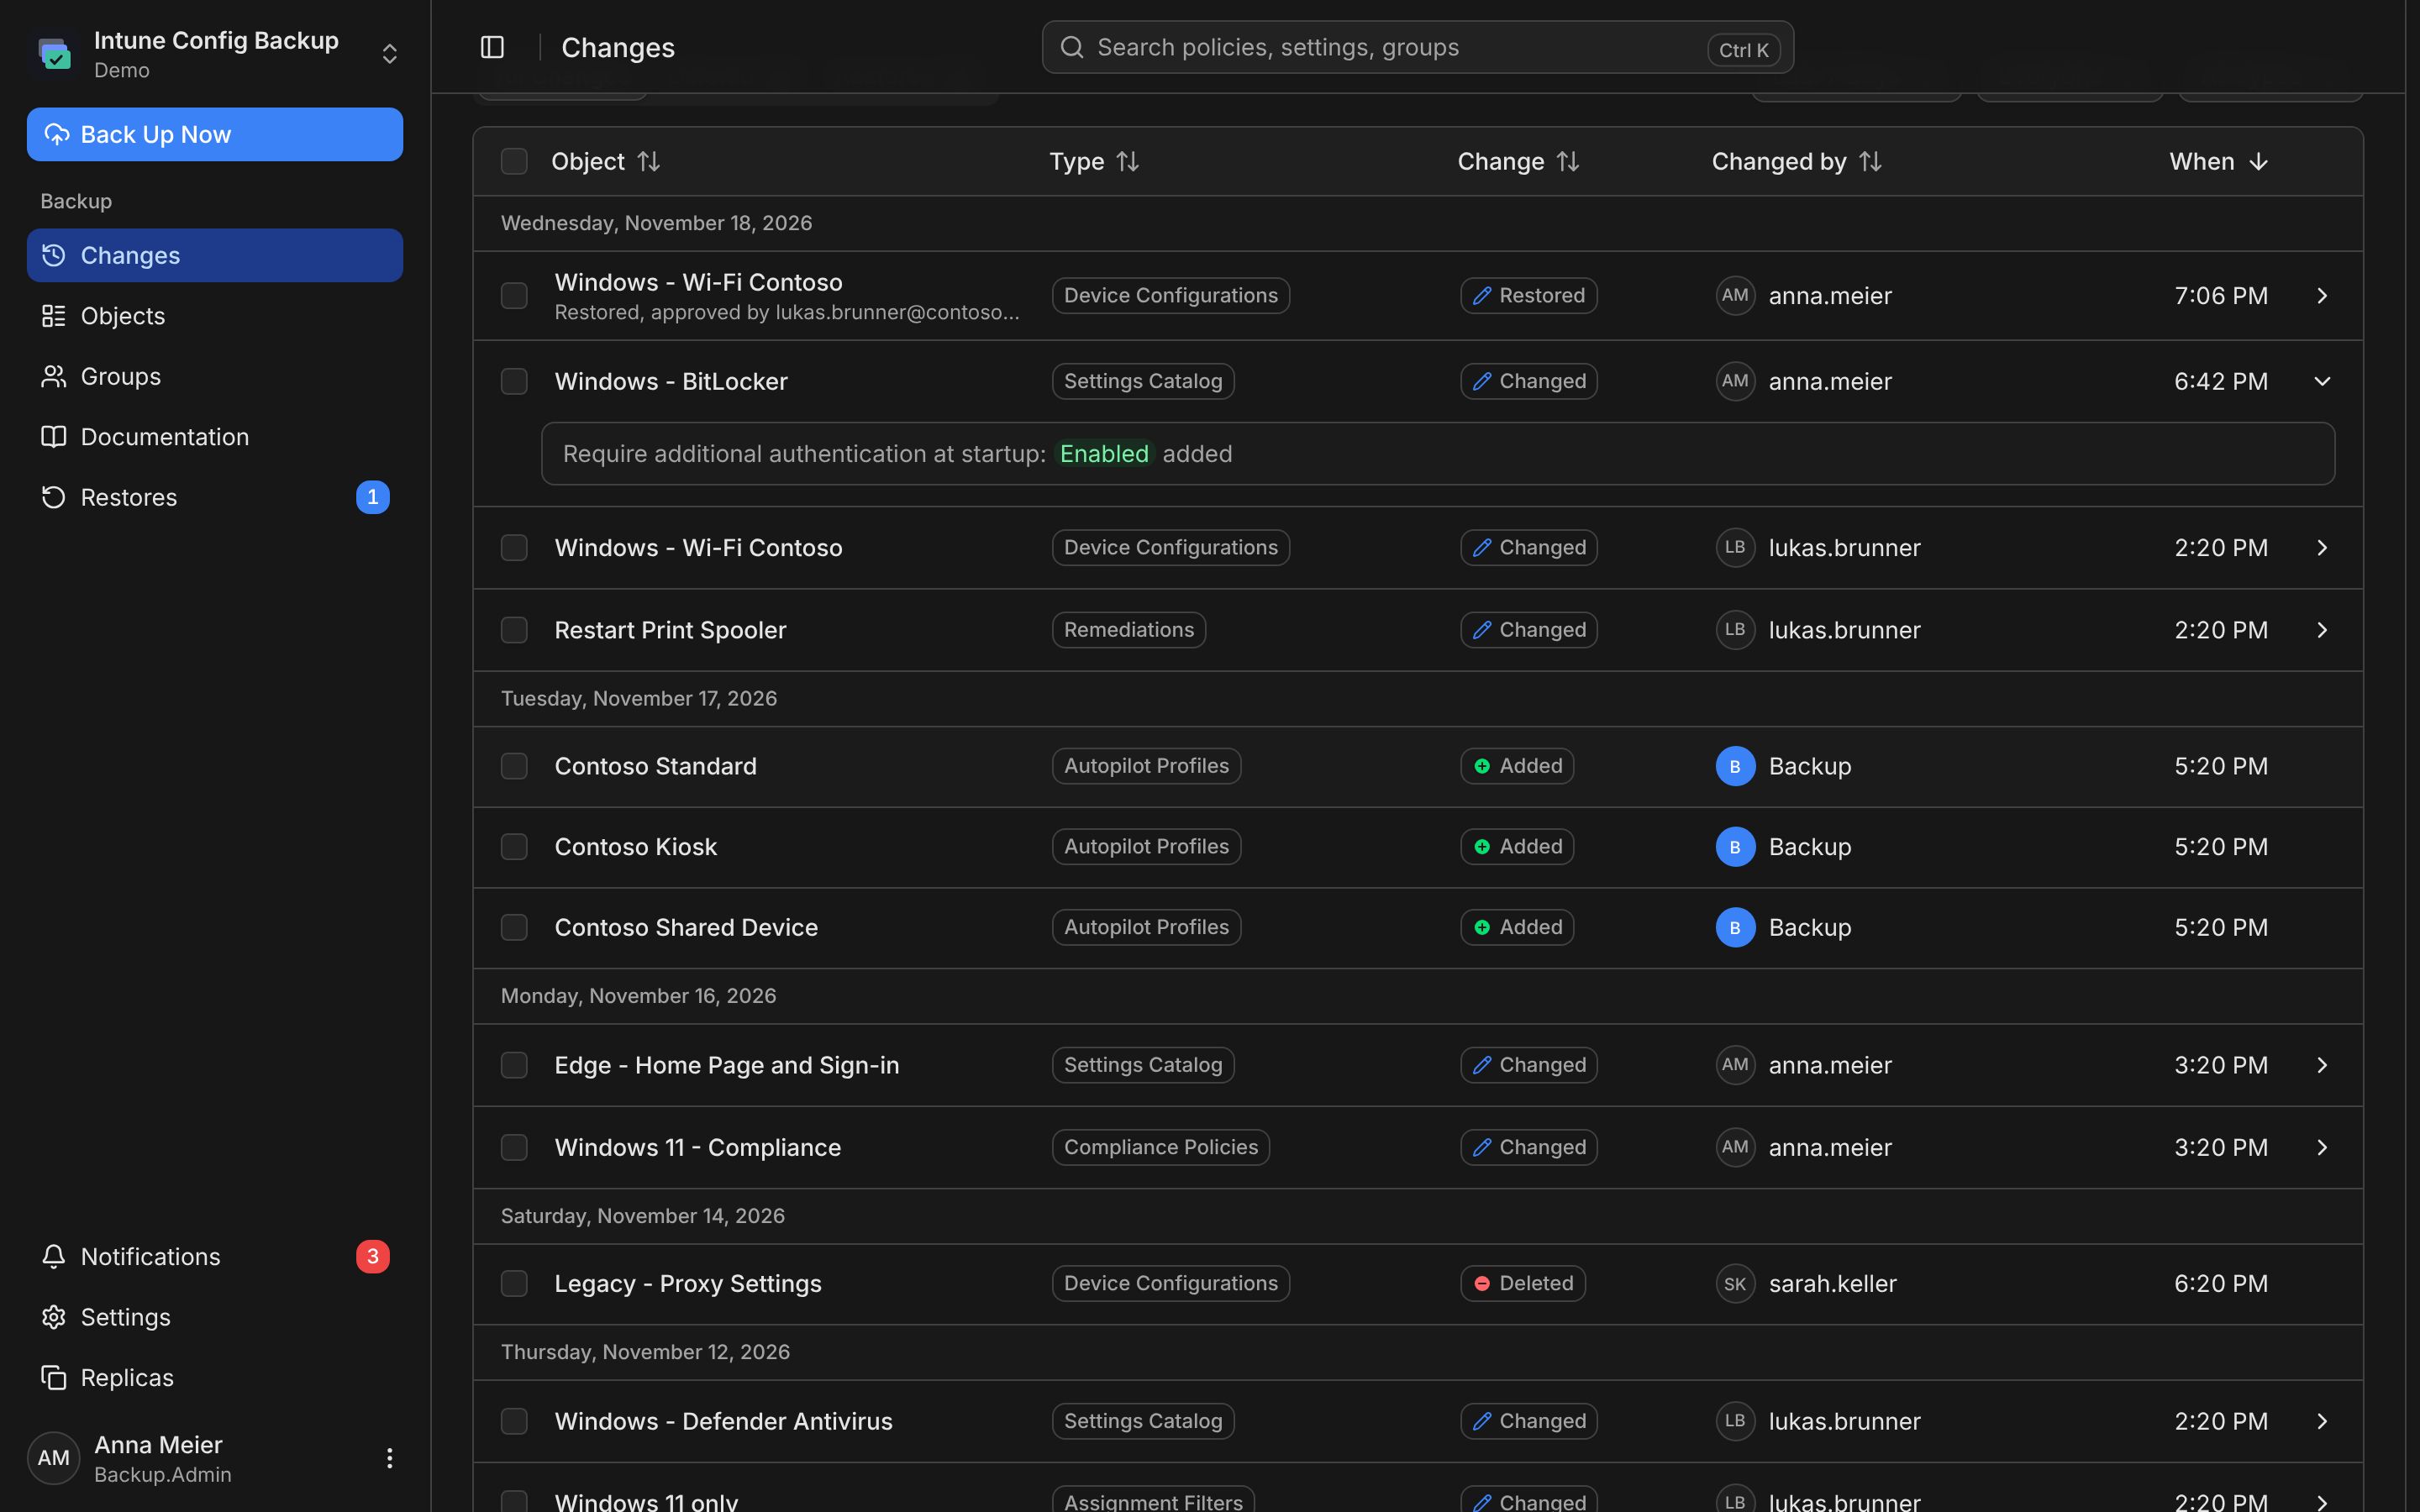 Intune Config Backup
Demo
Back Up Now
Backup
Changes
Objects
Groups
Documentation
Restores 1
Notifications 3
Settings
Replicas
AM Anna Meier
Backup.Admin
Changes
Search policies, settings, groups Ctrl K
Object Type Change Changed by When
Wednesday, November 18, 2026
Windows - Wi-Fi Contoso Device Configurations Restored AM anna.meier 7:06 PM
Restored, approved by lukas.brunner@contoso...
Windows - BitLocker Settings Catalog Changed AM anna.meier 6:42 PM
Require additional authentication at startup: Enabled added
Windows - Wi-Fi Contoso Device Configurations Changed LB lukas.brunner 2:20 PM
Restart Print Spooler Remediations Changed LB lukas.brunner 2:20 PM
Tuesday, November 17, 2026
Contoso Standard Autopilot Profiles Added B Backup 5:20 PM
Contoso Kiosk Autopilot Profiles Added B Backup 5:20 PM
Contoso Shared Device Autopilot Profiles Added B Backup 5:20 PM
Monday, November 16, 2026
Edge - Home Page and Sign-in Settings Catalog Changed AM anna.meier 3:20 PM
Windows 11 - Compliance Compliance Policies Changed AM anna.meier 3:20 PM
Saturday, November 14, 2026
Legacy - Proxy Settings Device Configurations Deleted SK sarah.keller 6:20 PM
Thursday, November 12, 2026
Windows - Defender Antivirus Settings Catalog Changed LB lukas.brunner 2:20 PM
Windows 11 only Assignment Filters Changed LB lukas.brunner 2:20 PM